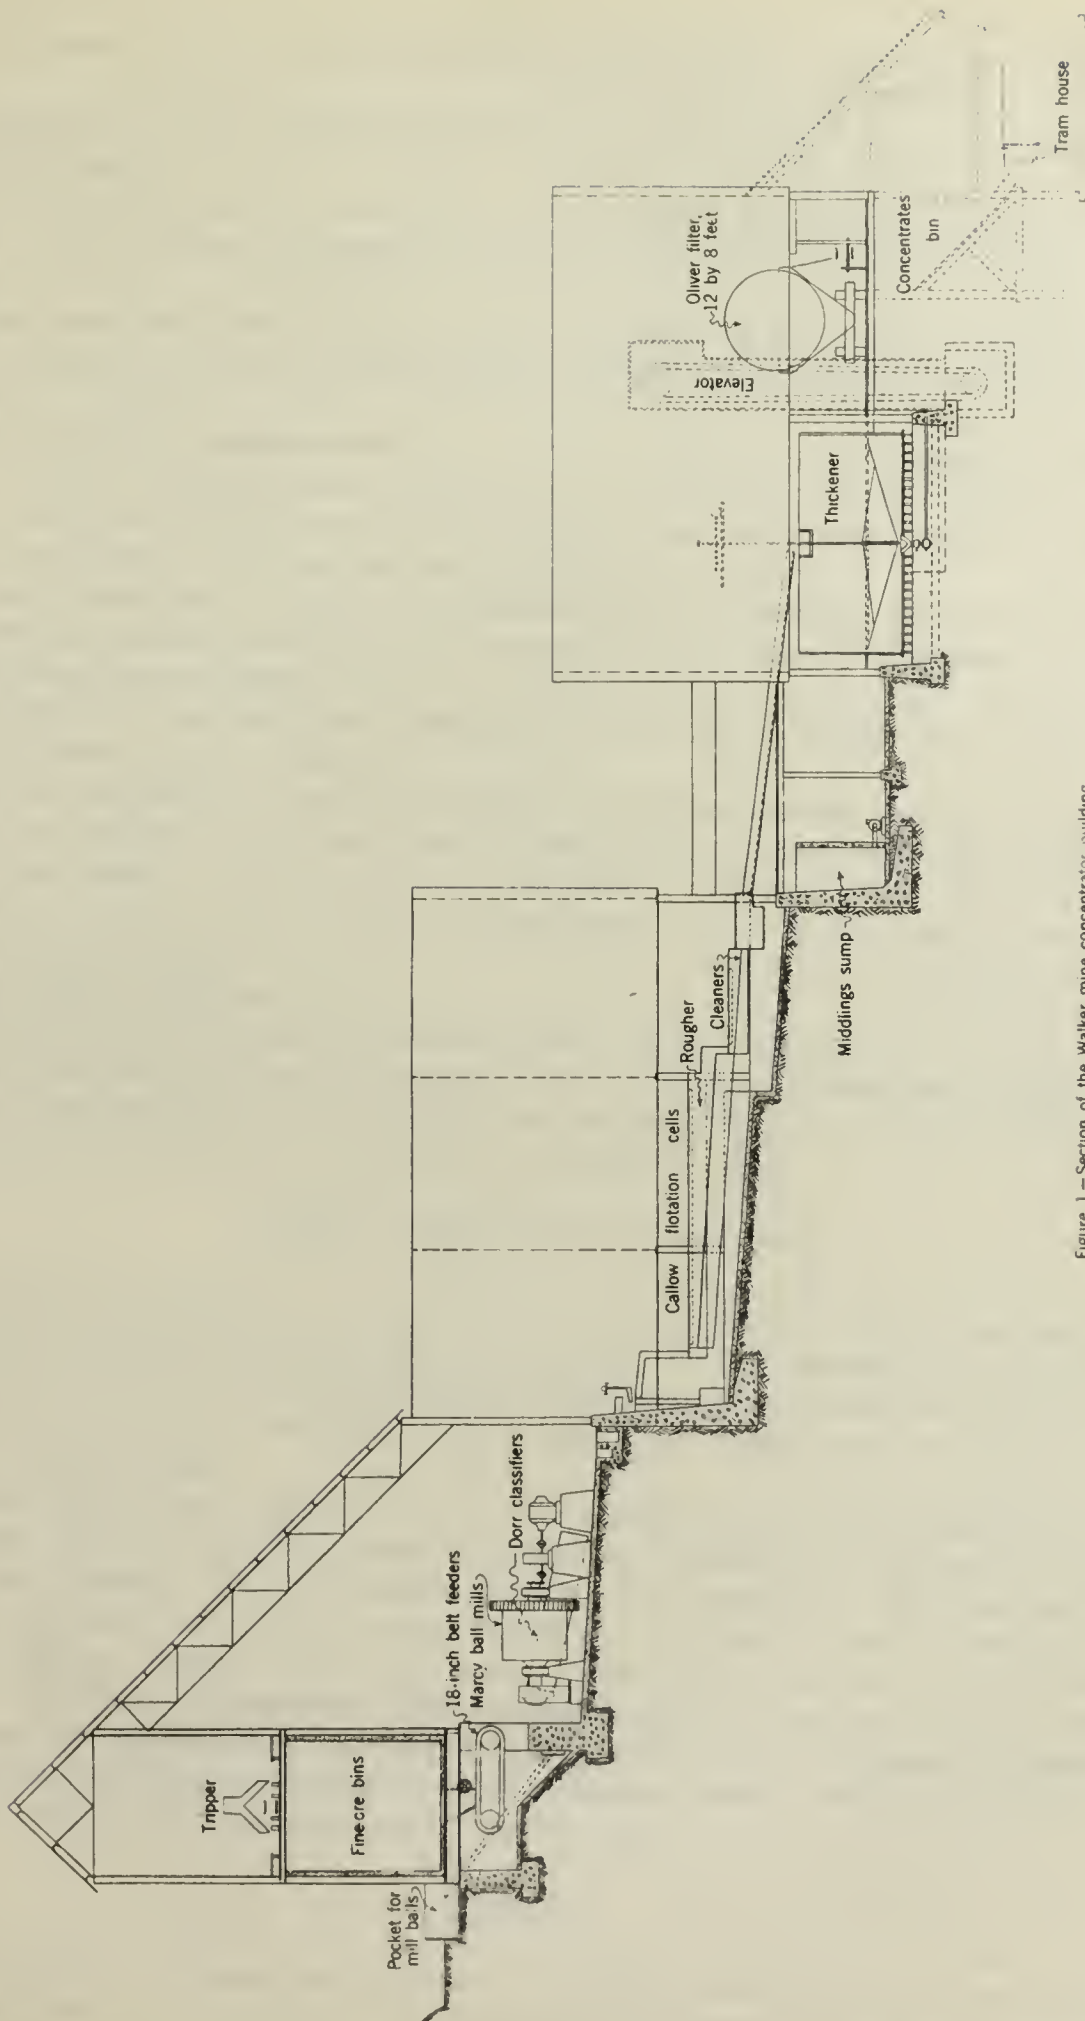 Tripper
Fine ore bins
Pocket for
mill balls
18-inch belt feeders
Marcy ball mills
Dorr classifiers
Callow flotation cells
Rougher
Cleaners
Middlings sump
Thickener
Elevator
Oliver filter,
12 by 8 feet
Concentrates
bin
Tram house
Figure 1.—Section of the Walker mine concentrator building